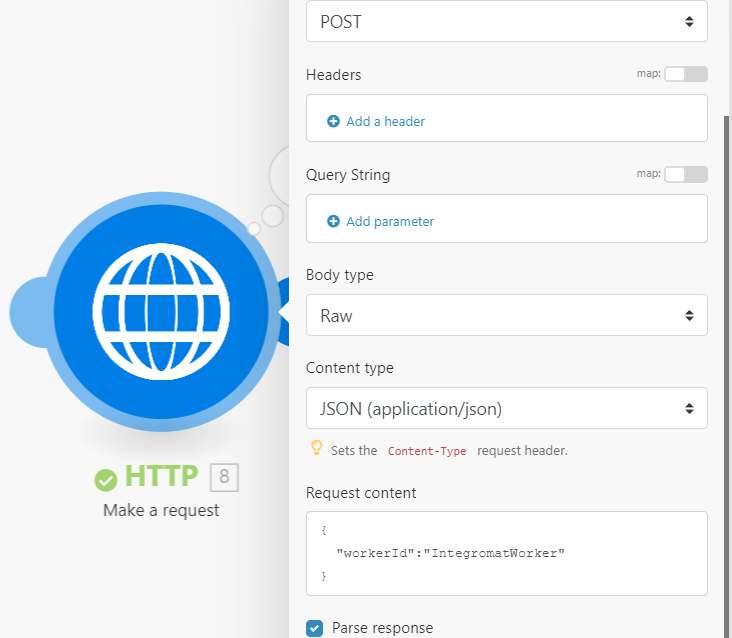 POST
Headers
map:
Add a header
Query String
map:
Add parameter
Body type
Raw
Content type
JSON (application/json)
Sets the Content-Type request header.
Request content
{
"workerId":"IntegromatWorker"
}
Parse response
HTTP 8
Make a request